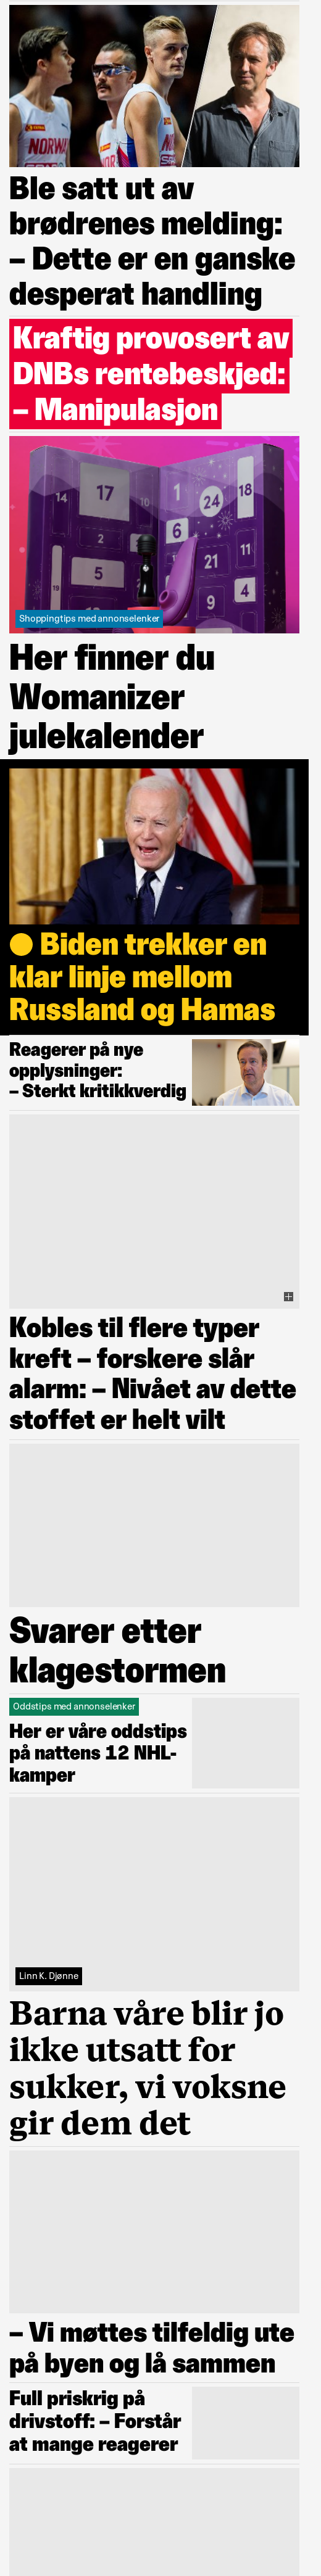 Ble satt ut av
brødrenes melding:
– Dette er en ganske
desperat handling
Kraftig provosert av
DNBs rentebeskjed:
– Manipulasjon
14
17
10
1
24
18
2
6
5
21
22
9
4
Shoppingtips med annonselenker
Her finner du
Womanizer
julekalender
Biden trekker en
klar linje mellom
Russland og Hamas
Reagerer på nye
opplysninger:
– Sterkt kritikkverdig
Kobles til flere typer
kreft – forskere slår
alarm: – Nivået av dette
stoffet er helt vilt
Svarer etter
klagestormen
Oddstips med annonselenker
Her er våre oddstips
på nattens 12 NHL-
kamper
Linn K. Djønne
Barna våre blir jo
ikke utsatt for
sukker, vi voksne
gir dem det
– Vi møttes tilfeldig ute
på byen og lå sammen
Full priskrig på
drivstoff: – Forstår
at mange reagerer